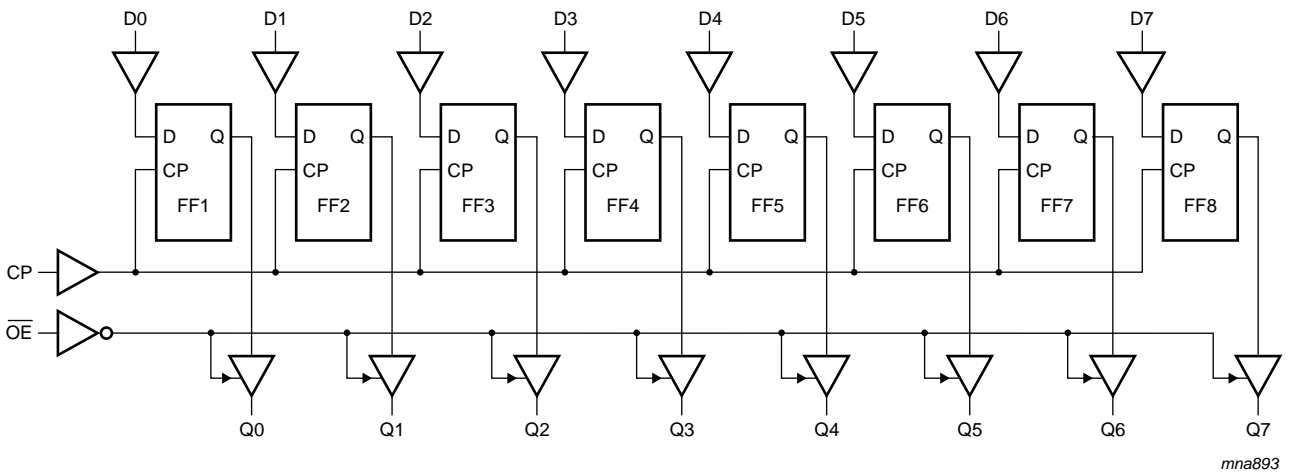 D0 D1 D2 D3 D4 D5 D6 D7
D Q D Q D Q D Q D Q D Q D Q D Q
CP CP CP CP CP CP CP CP
FF1 FF2 FF3 FF4 FF5 FF6 FF7 FF8
CP
O̅E̅
Q0 Q1 Q2 Q3 Q4 Q5 Q6 Q7
mna893